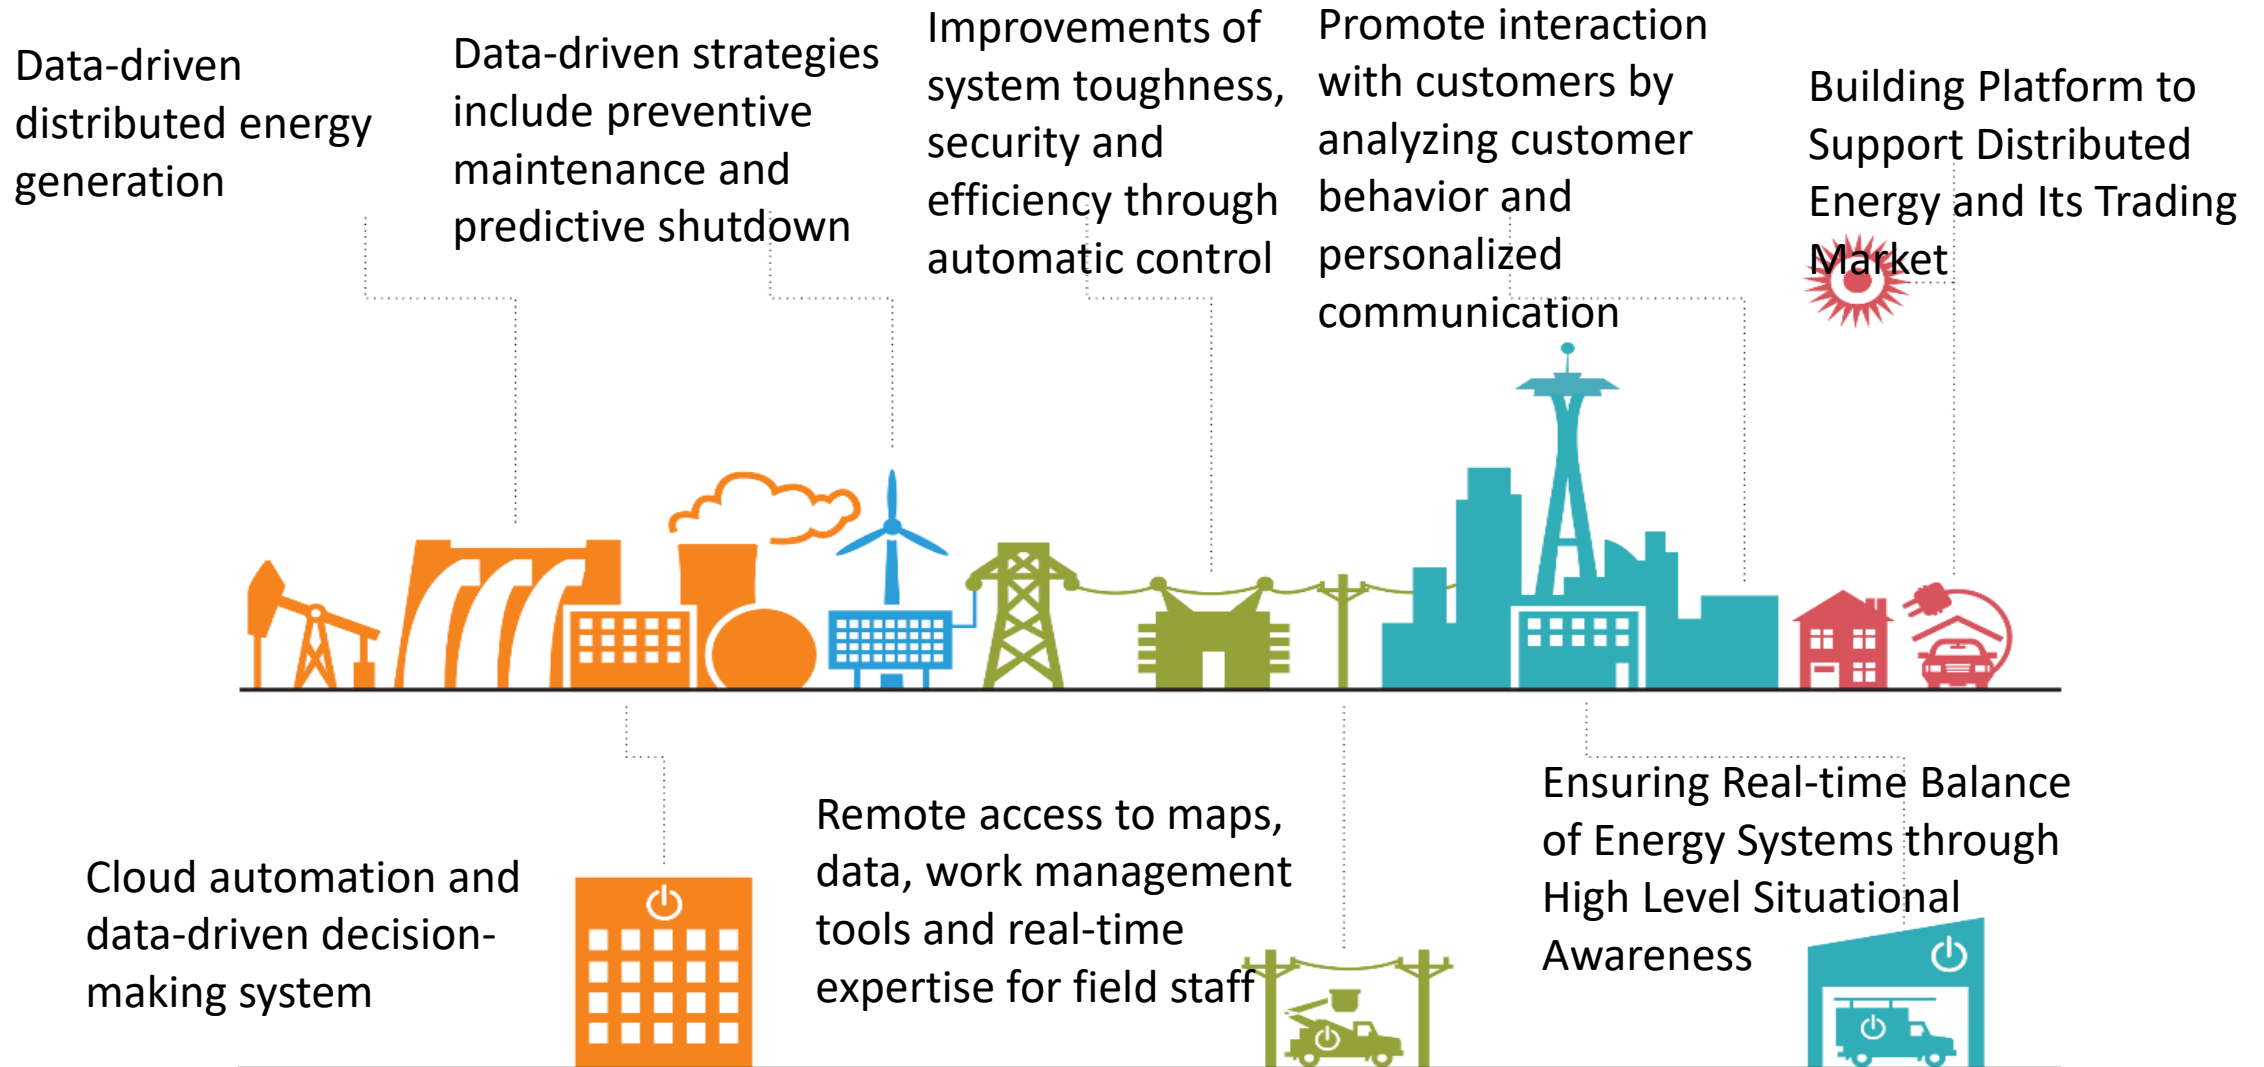 Data-driven
distributed energy
generation
Data-driven strategies
include preventive
maintenance and
predictive shutdown
Improvements of
system toughness,
security and
efficiency through
automatic control
Promote interaction
with customers by
analyzing customer
behavior and
personalized
communication
Building Platform to
Support Distributed
Energy and Its Trading
Market
Cloud automation and
data-driven decision-
making system
Remote access to maps,
data, work management
tools and real-time
expertise for field staff
Ensuring Real-time Balance
of Energy Systems through
High Level Situational
Awareness